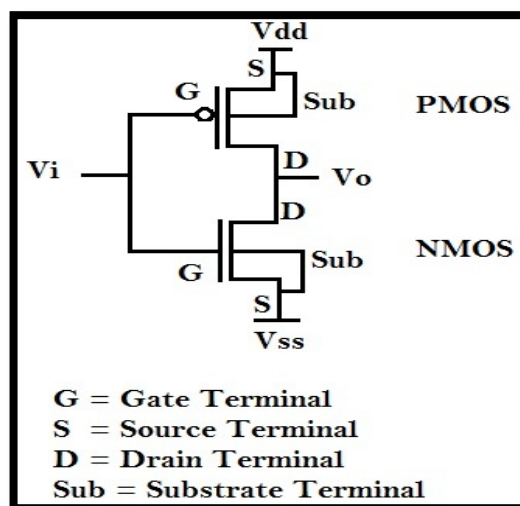 Vdd
S
G
Sub
PMOS
D
Vi
Vo
D
Sub
NMOS
G
S
Vss
G = Gate Terminal
S = Source Terminal
D = Drain Terminal
Sub = Substrate Terminal